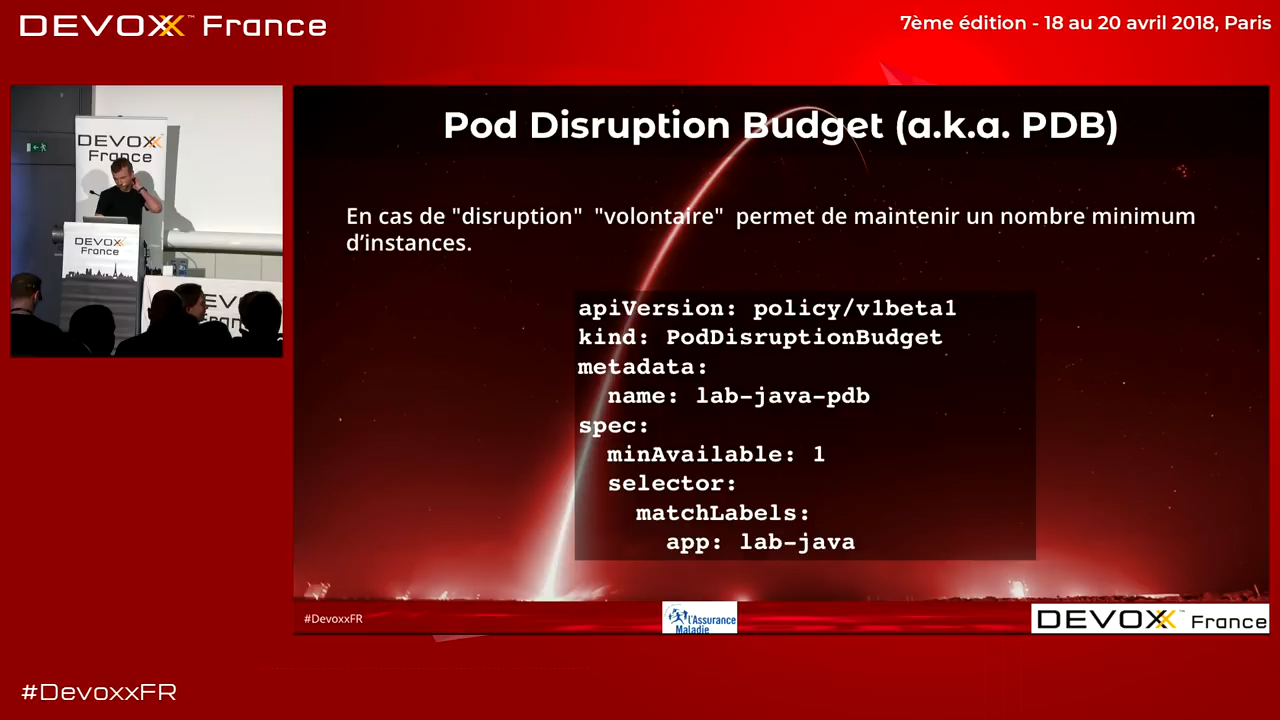 DEVOXX™ France
7ème édition - 18 au 20 avril 2018, Paris
DEVOXX
France
DEVOXX
France
Pod Disruption Budget (a.k.a. PDB)
En cas de "disruption" "volontaire" permet de maintenir un nombre minimum
d’instances.
apiVersion: policy/v1beta1
kind: PodDisruptionBudget
metadata:
  name: lab-java-pdb
spec:
  minAvailable: 1
  selector:
    matchLabels:
      app: lab-java
#DevoxxFR
l'Assurance
Maladie
DEVOXX™ France
#DevoxxFR